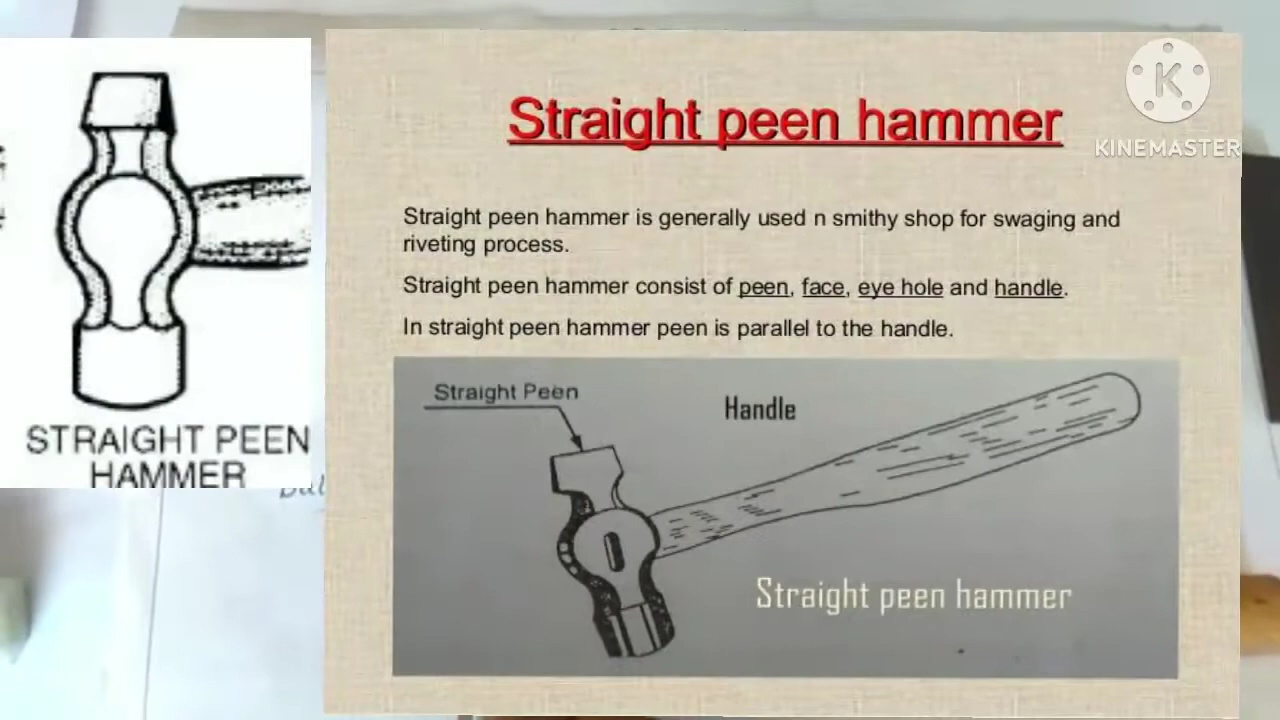 Straight peen hammer
KINEMASTER
Straight peen hammer is generally used n smithy shop for swaging and
riveting process.
Straight peen hammer consist of peen, face, eye hole and handle.
In straight peen hammer peen is parallel to the handle.
Straight Peen
Handle
Straight peen hammer
STRAIGHT PEEN
HAMMER